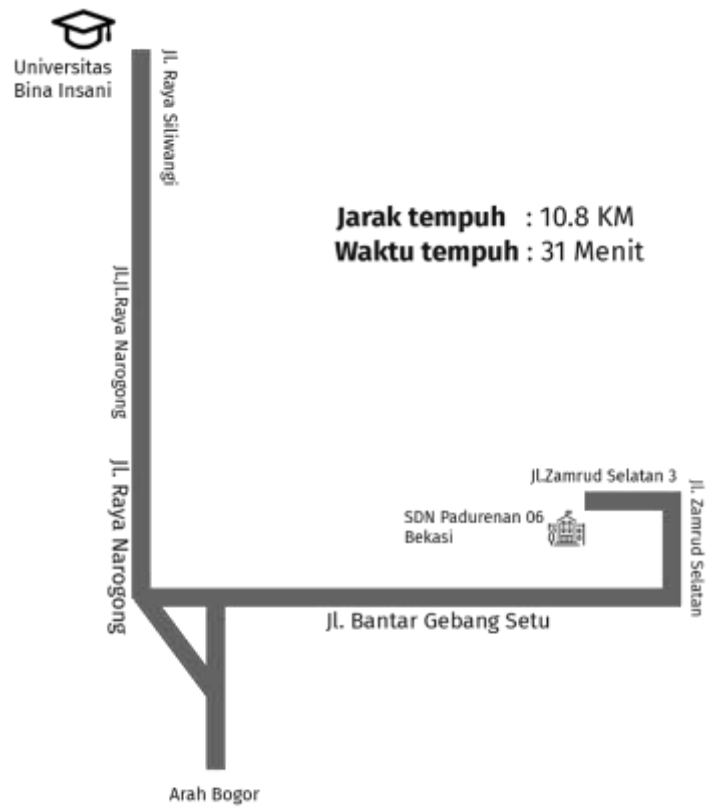 Universitas
Bina Insani
Jl. Raya Siliwangi
Jarak tempuh : 10.8 KM
Waktu tempuh : 31 Menit
Jl.Jl.Raya Narogong
Jl. Raya Narogong
Jl.Zamrud Selatan 3
Jl. Zamrud Selatan
SDN Padurenan 06
Bekasi
Jl. Bantar Gebang Setu
Arah Bogor